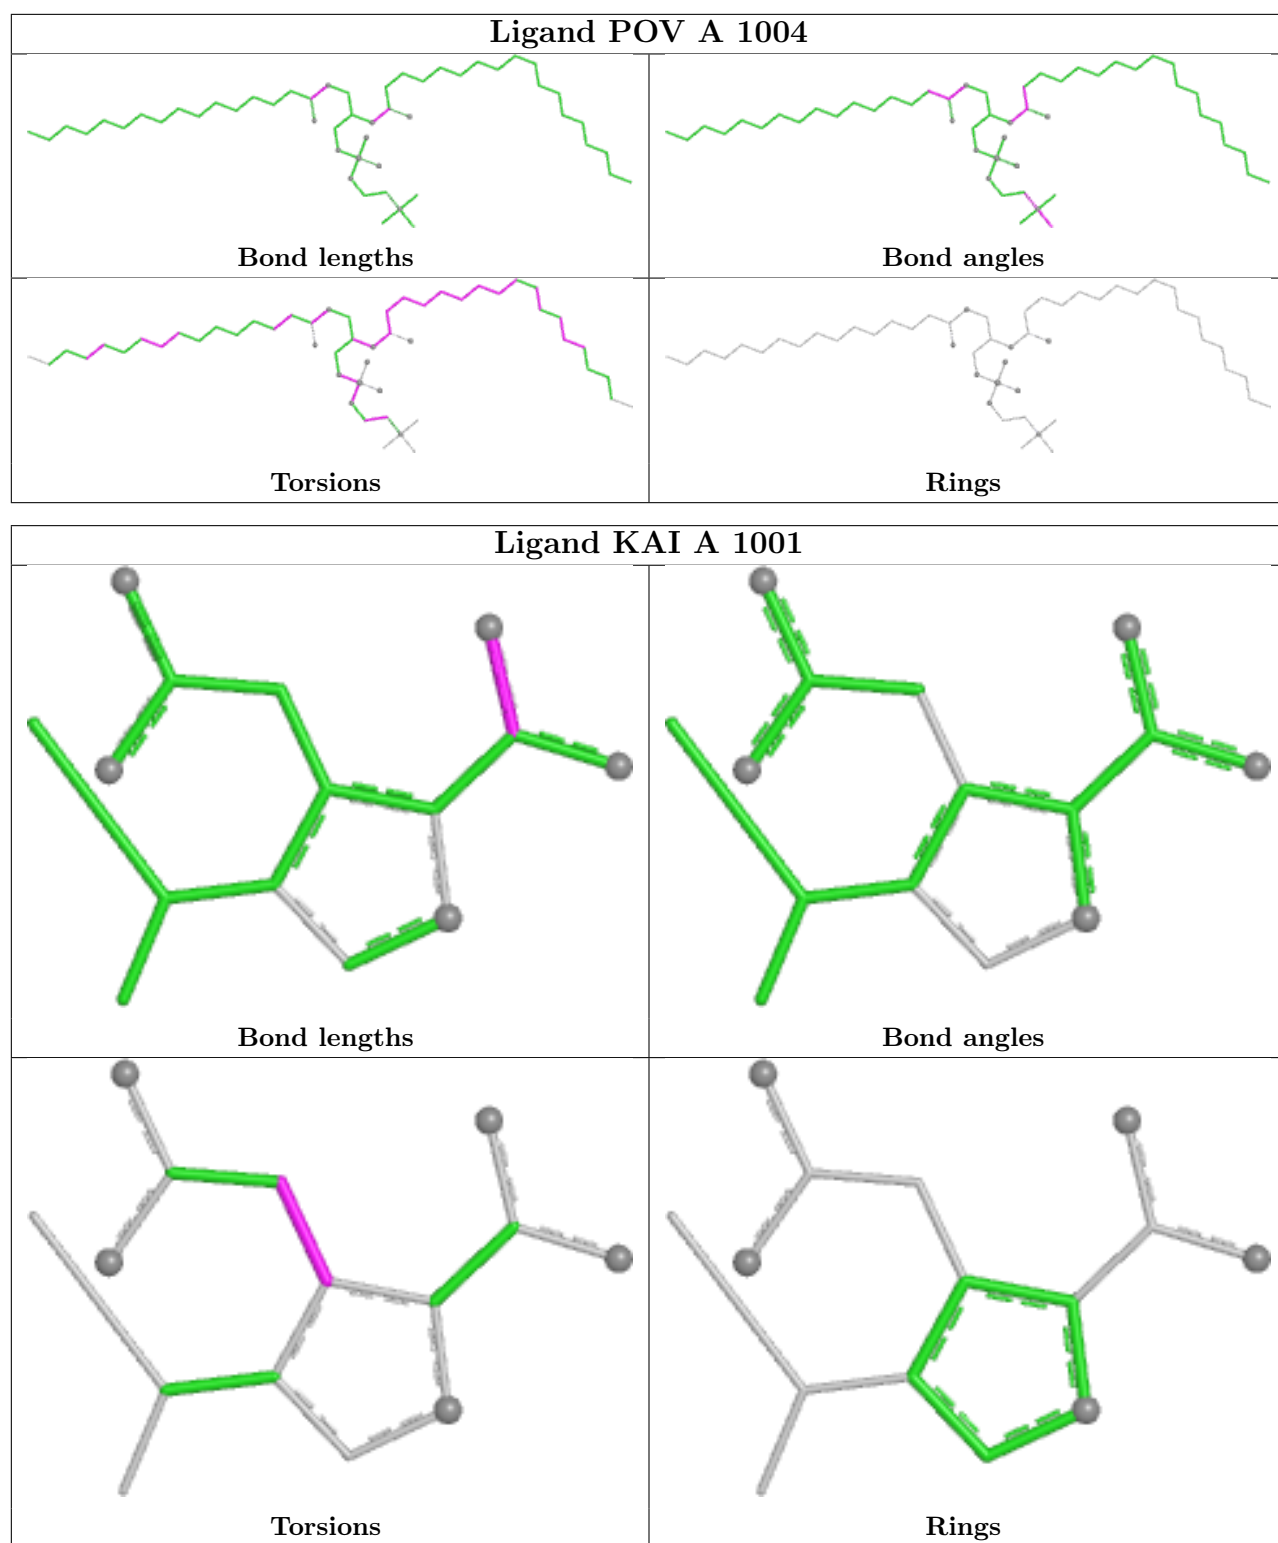 Ligand POV A 1004
Bond lengths
Bond angles
Torsions
Rings
Ligand KAI A 1001
Bond lengths
Bond angles
Torsions
Rings